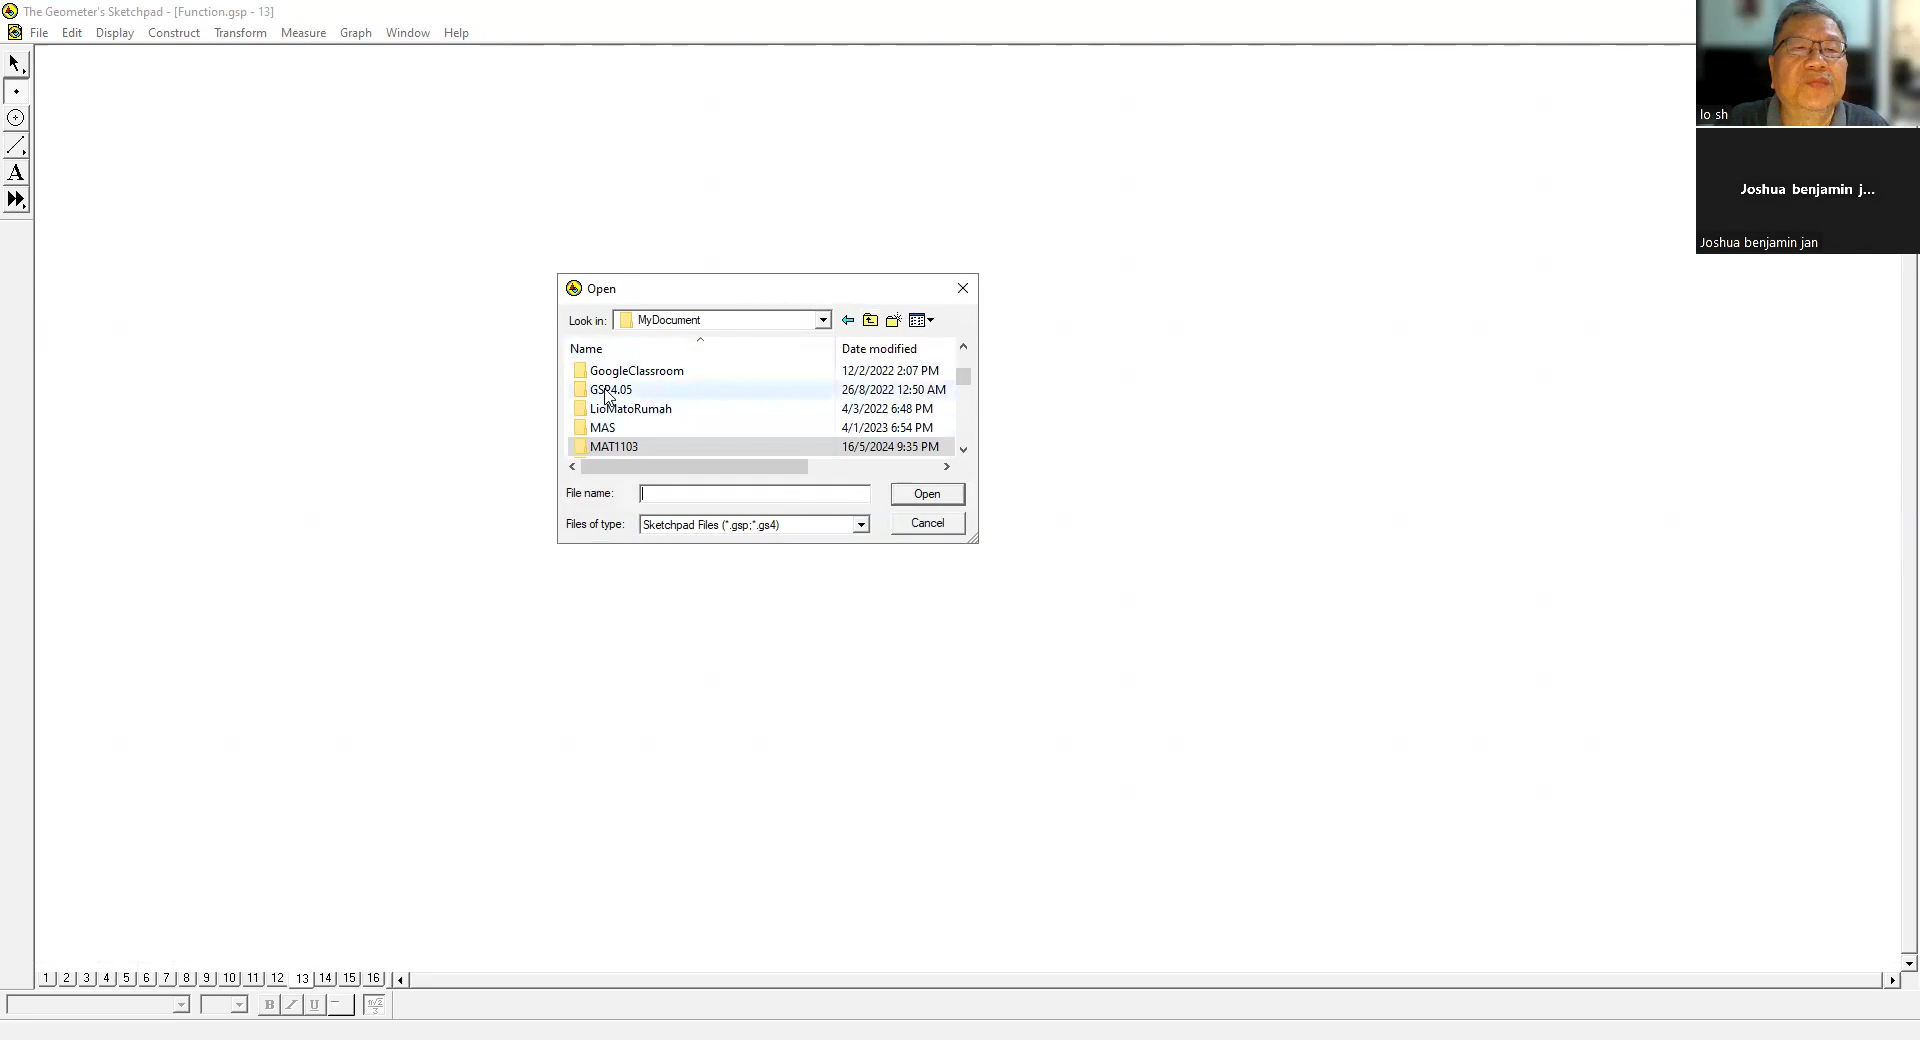 The Geometer's Sketchpad - [Function.gsp - 13]
File Edit Display Construct Transform Measure Graph Window Help
lo sh
Joshua benjamin j...
Joshua benjamin jan
A
Open
Look in: MyDocument
Name Date modified
GoogleClassroom 12/2/2022 2:07 PM
GSP4.05 26/8/2022 12:50 AM
LioMatoRumah 4/3/2022 6:48 PM
MAS 4/1/2023 6:54 PM
MAT1103 16/5/2024 9:35 PM
File name: Open
Files of type: Sketchpad Files (*.gsp;*.gs4) Cancel
1 2 3 4 5 6 7 8 9 10 11 12 13 14 15 16
B I U